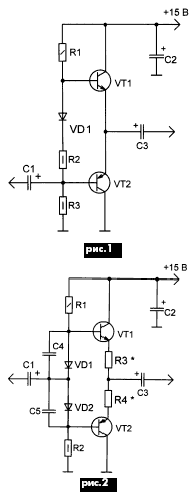 +15 В
R1
C2
VT1
VD1
C3
R2
C1
VT2
R3
рис.1
+15 В
R1
C2
C4
VT1
R3 *
C1
VD1
C3
VD2
R4 *
C5
VT2
R2
рис.2